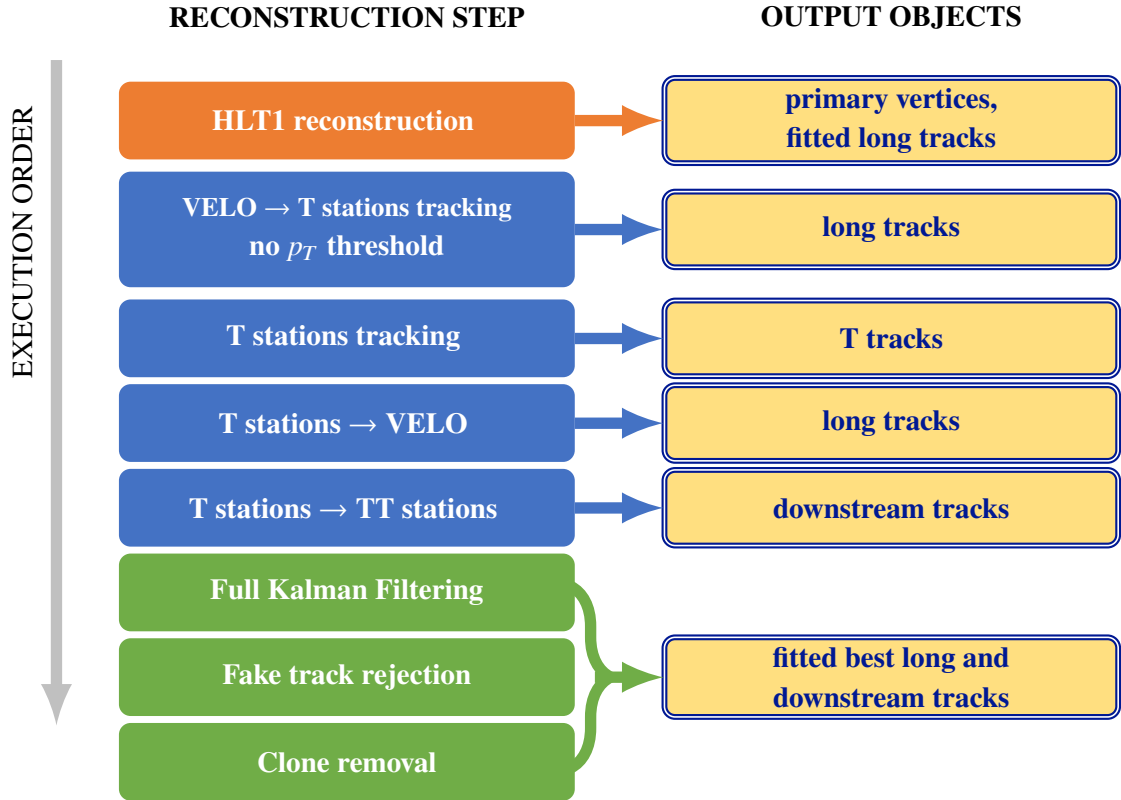 RECONSTRUCTION STEP
OUTPUT OBJECTS
EXECUTION ORDER
HLT1 reconstruction
primary vertices,
fitted long tracks
VELO → T stations tracking
no p_T threshold
long tracks
T stations tracking
T tracks
T stations → VELO
long tracks
T stations → TT stations
downstream tracks
Full Kalman Filtering
Fake track rejection
Clone removal
fitted best long and
downstream tracks